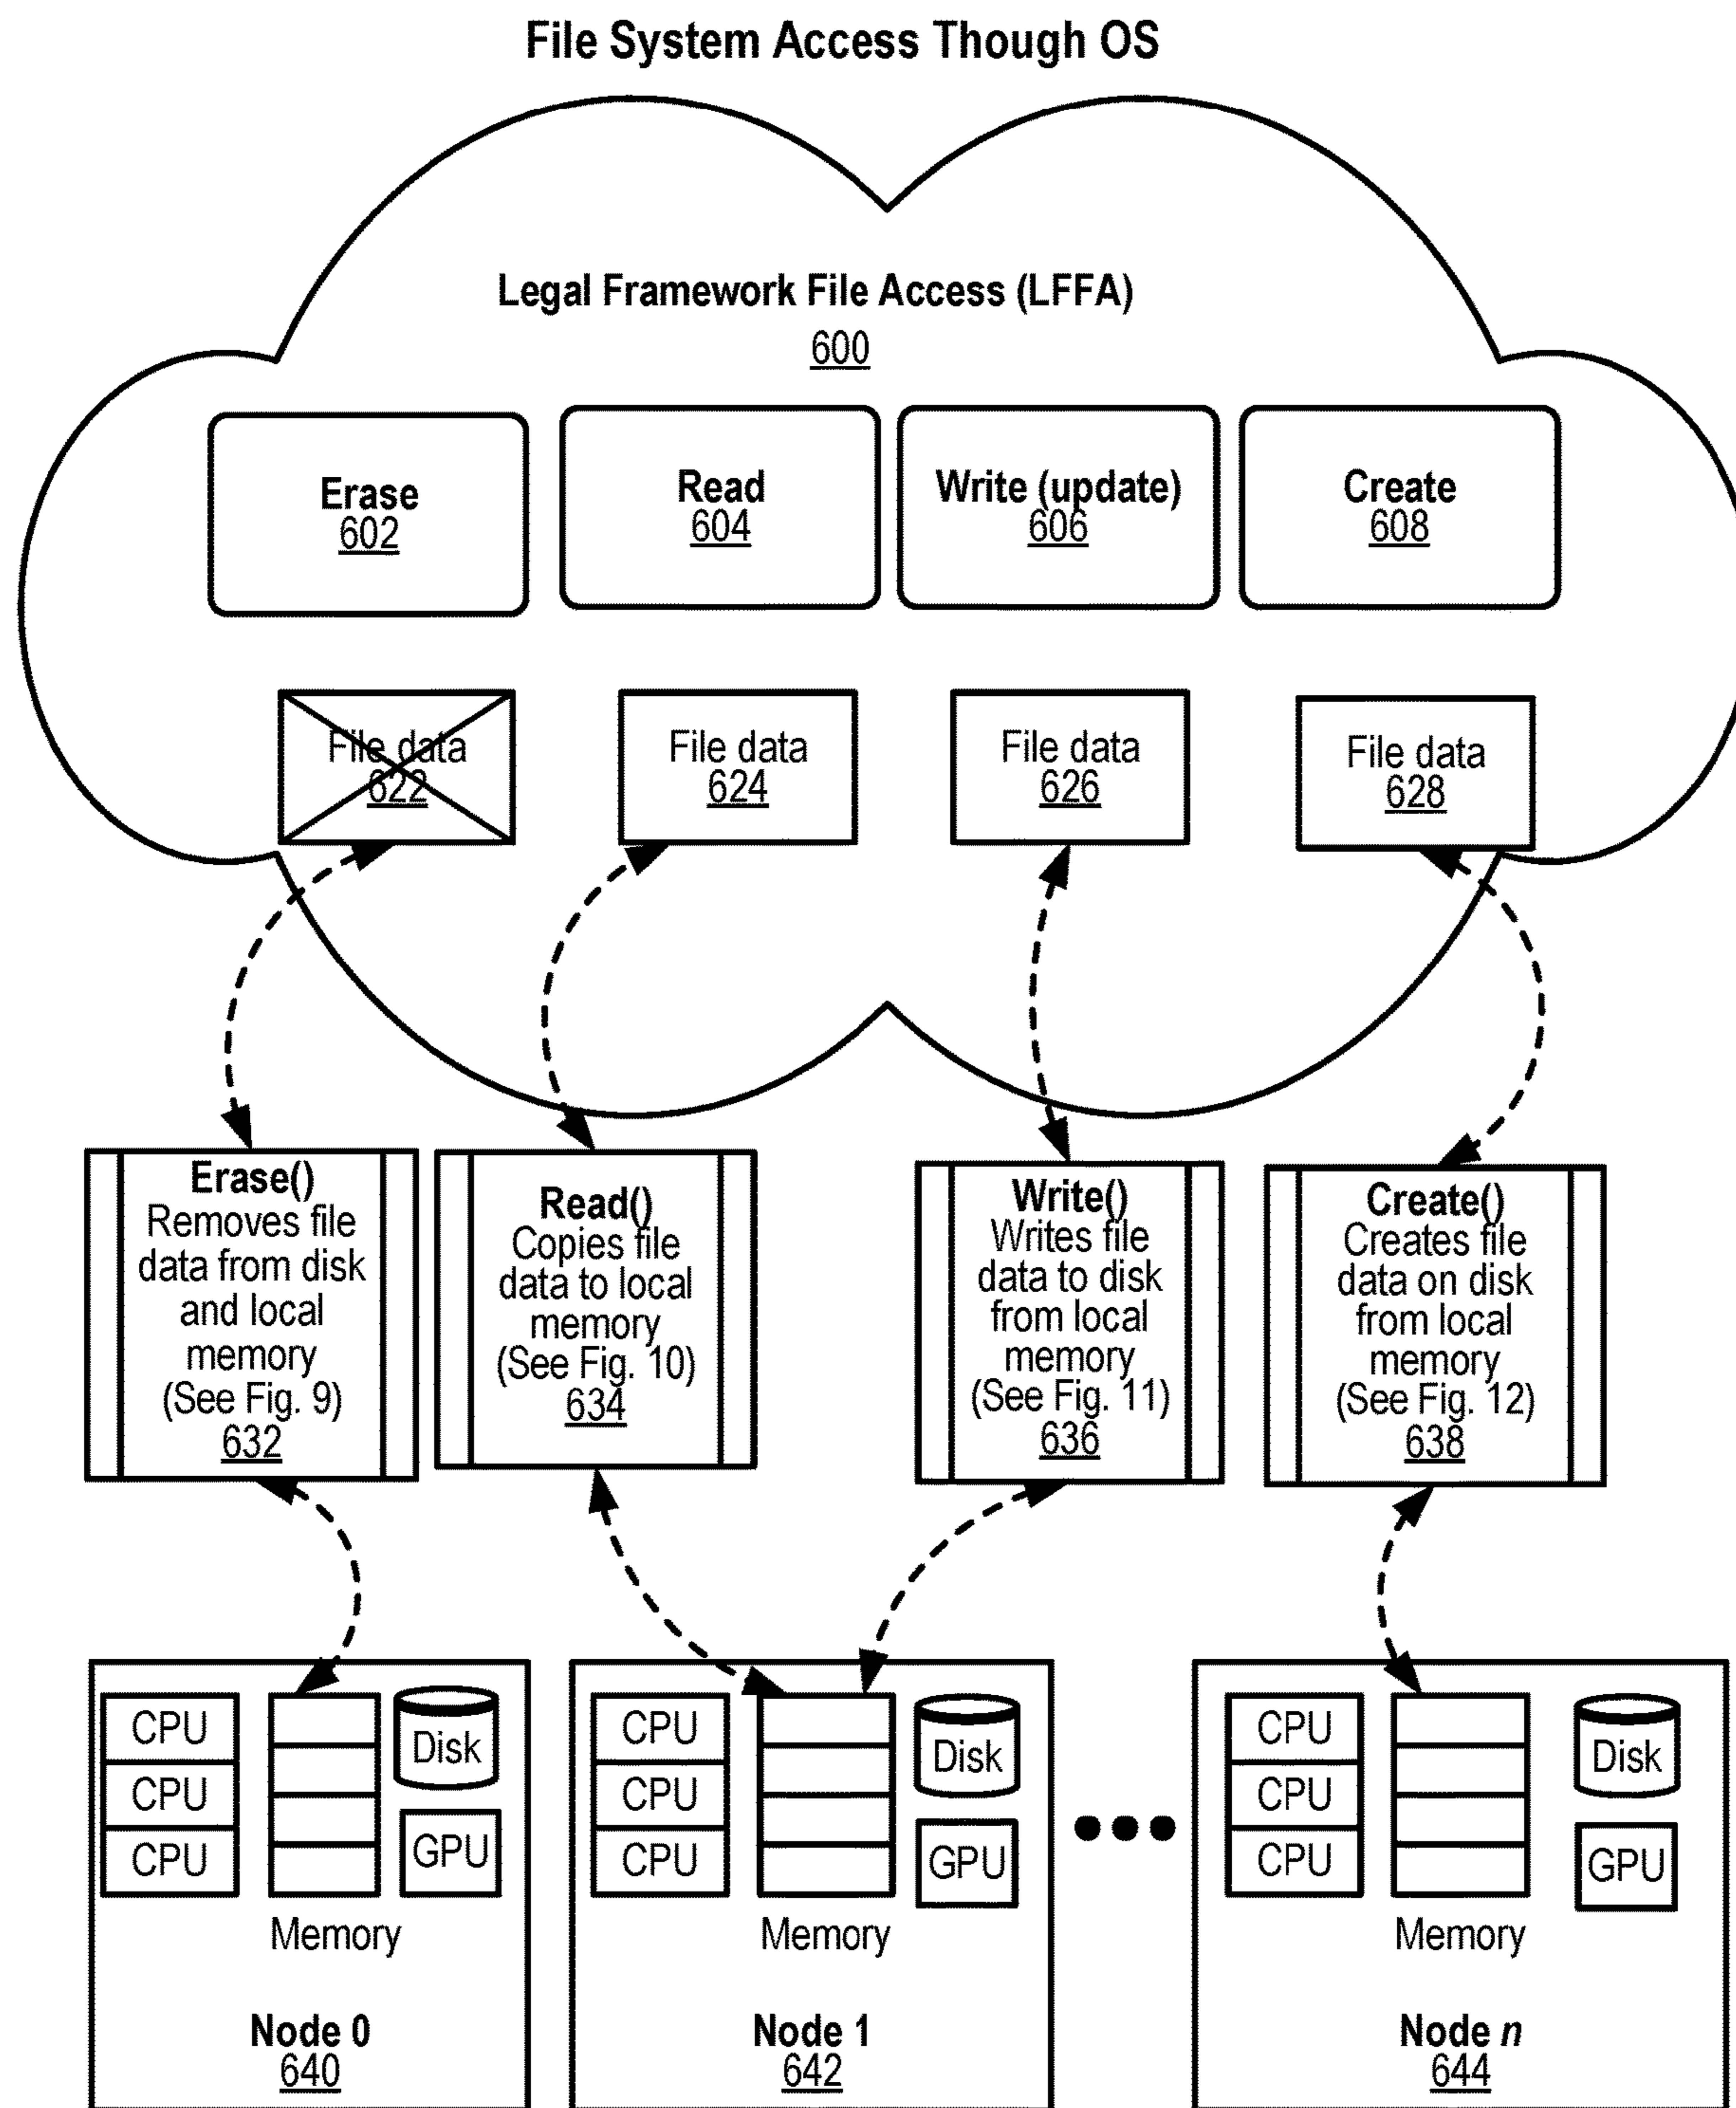 File System Access Though OS
Legal Framework File Access (LFFA)
600
Erase
602
Read
604
Write (update)
606
Create
608
File data
622
File data
624
File data
626
File data
628
Erase()
Removes file
data from disk
and local
memory
(See Fig. 9)
632
Read()
Copies file
data to local
memory
(See Fig. 10)
634
Write()
Writes file
data to disk
from local
memory
(See Fig. 11)
636
Create()
Creates file
data on disk
from local
memory
(See Fig. 12)
638
CPU
CPU
CPU
Memory
Disk
GPU
Node 0
640
CPU
CPU
CPU
Memory
Disk
GPU
Node 1
642
CPU
CPU
CPU
Memory
Disk
GPU
Node n
644